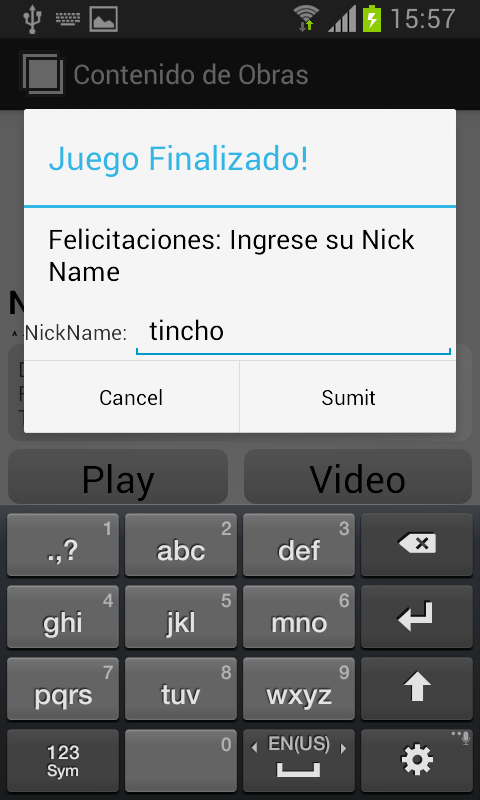 15:57
Contenido de Obras
Juego Finalizado!
Felicitaciones: Ingrese su Nick
Name
NickName: tincho
Cancel Sumit
Play Video
.,? 1 abc 2 def 3
ghi 4 jkl 5 mno 6
pqrs 7 tuv 8 wxyz 9
123
Sym
0
EN(US)